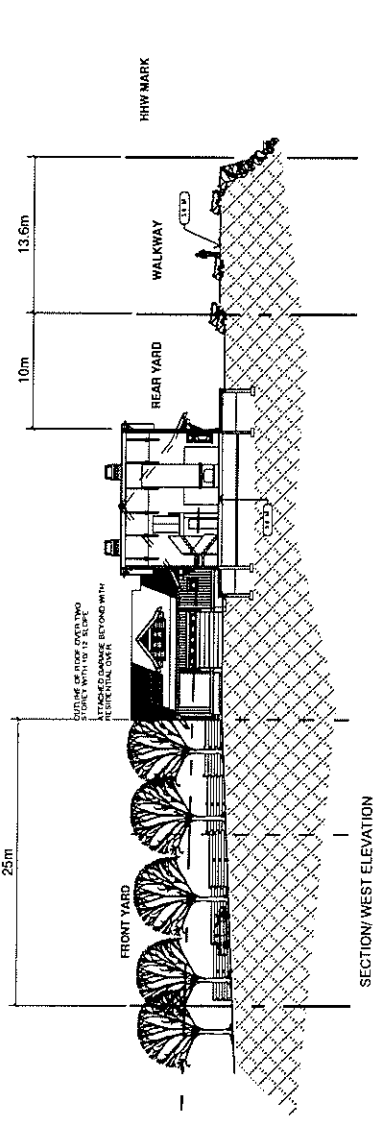 25m
10m
13.6m
HHW MARK
FRONT YARD
OUTLINE OF ROOF OVER TWO
STOREY WITH 10/12 SLOPE
ATTACHED GARAGE BEYOND WITH
RESIDENTIAL OVER
REAR YARD
WALKWAY
SECTION/ WEST ELEVATION